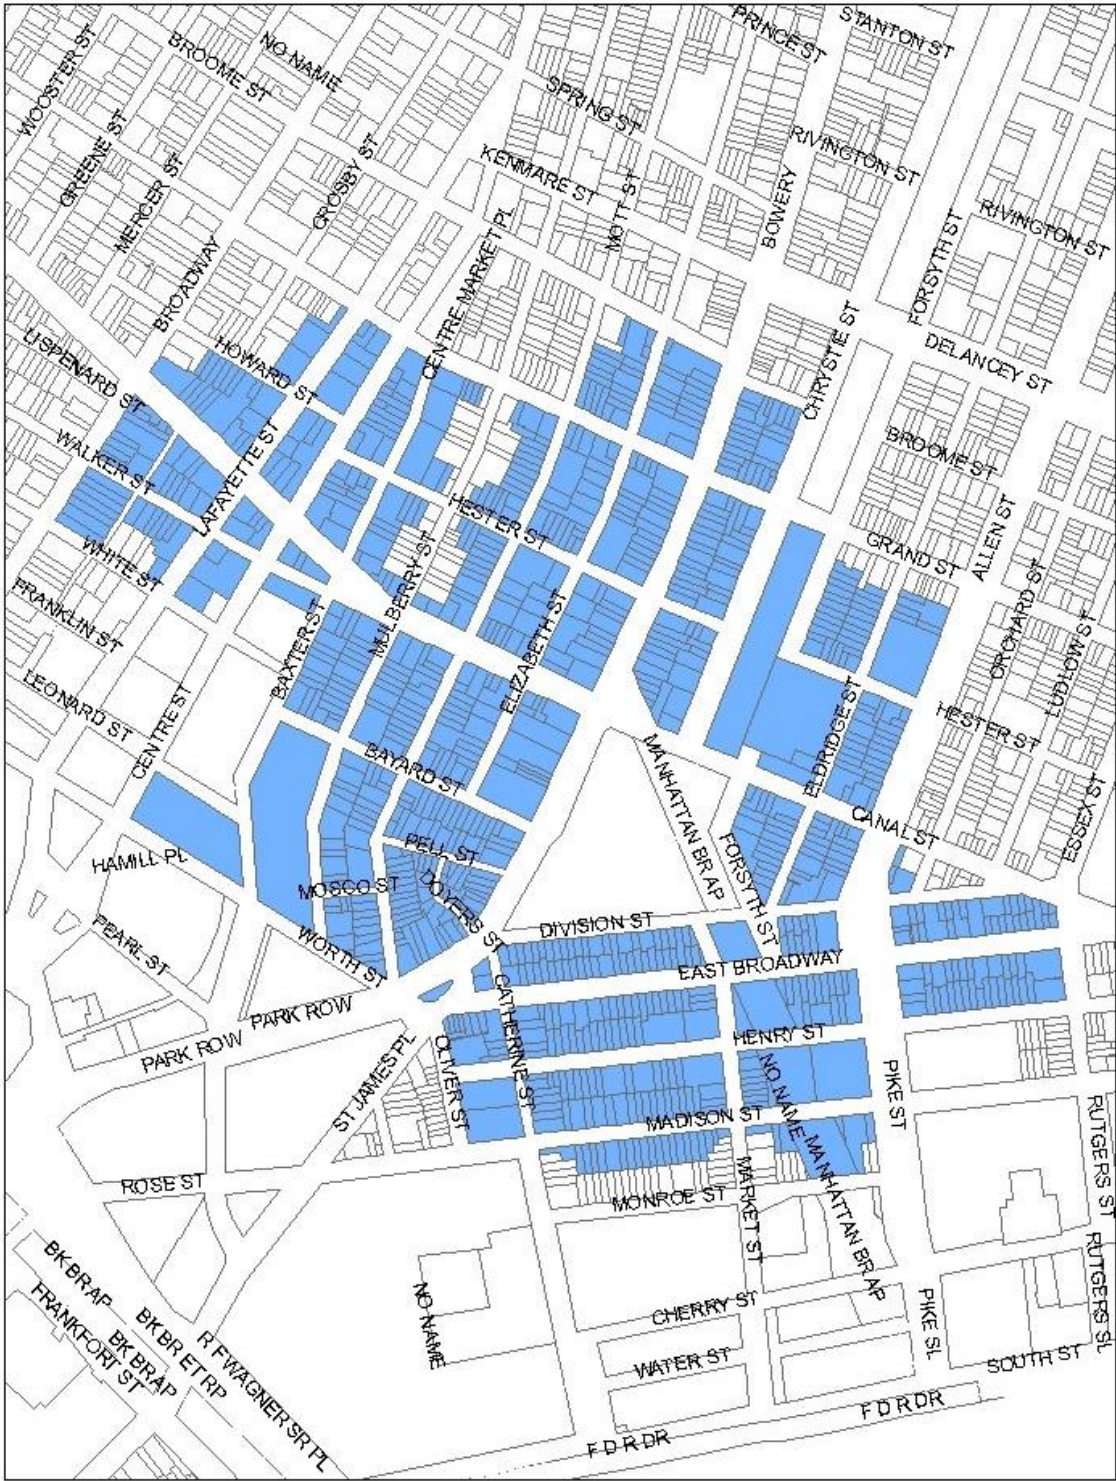 PRINCE ST
STANTON ST
WOOSTER ST
BROOME ST
NO NAME
SPRING ST
GREENE ST
MERCER ST
CROSBY ST
KENMARE ST
RIVINGTON ST
BOWERY
MOTT ST
RIVINGTON ST
FORSYTH ST
BROADWAY
CENTRE MARKET PL
LISPENARD ST
HOWARD ST
CHRYSTIE ST
DELANCEY ST
WALKER ST
LAFAYETTE ST
BROOME ST
HESTER ST
GRAND ST
ALLEN ST
WHITE ST
FRANKLIN ST
MULBERRY ST
BAXTER ST
ELIZABETH ST
ORCHARD ST
LUDLOW ST
LEONARD ST
CENTRE ST
BAYARD ST
MANHATTAN BR AP
ELDRIDGE ST
HESTER ST
CANAL ST
ESSEX ST
HAMILL PL
PELL ST
MOSCO ST
DOYERS ST
FORSYTH ST
PEARL ST
WORTH ST
DIVISION ST
EAST BROADWAY
PARK ROW
PARK ROW
CATHERINE ST
HENRY ST
ST JAMES PL
OLIVER ST
NO NAME
PIKE ST
MADISON ST
RUTGERS ST
ROSE ST
MONROE ST
MARKET ST
MANHATTAN BR AP
BK BR AP
FRANKFORT ST
BK BR AP
BK BR ET RP
R F WAGNER SR PL
NO NAME
CHERRY ST
WATER ST
PIKE SL
RUTGERS SL
SOUTH ST
F D R DR
F D R DR